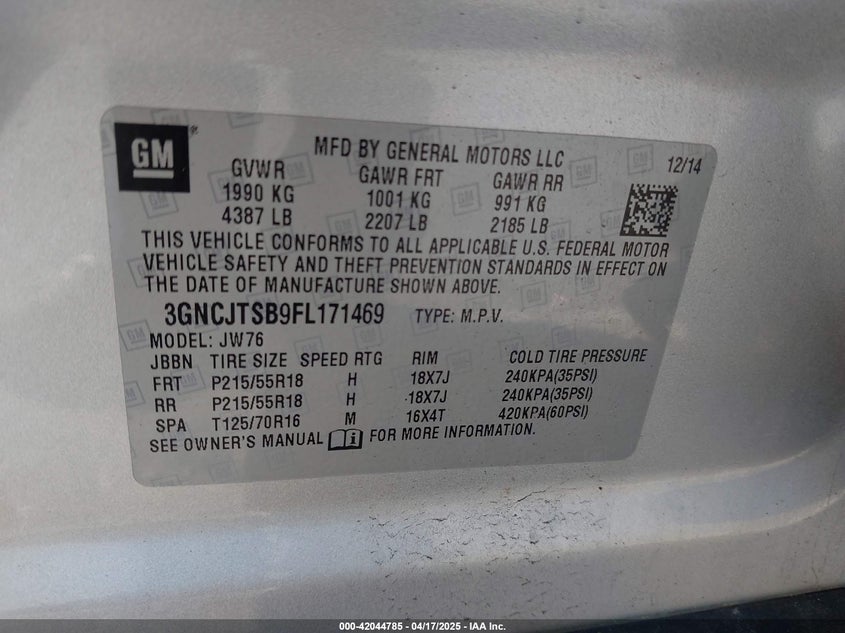 GM ®
MFD BY GENERAL MOTORS LLC 12/14
GVWR GAWR FRT GAWR RR
1990 KG 1001 KG 991 KG
4387 LB 2207 LB 2185 LB
THIS VEHICLE CONFORMS TO ALL APPLICABLE U.S. FEDERAL MOTOR
VEHICLE SAFETY AND THEFT PREVENTION STANDARDS IN EFFECT ON
THE DATE OF MANUFACTURE SHOWN ABOVE.
3GNCJTSB9FL171469 TYPE: M.P.V.
MODEL: JW76
JBBN TIRE SIZE SPEED RTG RIM COLD TIRE PRESSURE
FRT P215/55R18 H 18X7J 240KPA(35PSI)
RR P215/55R18 H 18X7J 240KPA(35PSI)
SPA T125/70R16 M 16X4T 420KPA(60PSI)
SEE OWNER'S MANUAL FOR MORE INFORMATION.
000-42044785 - 04/17/2025 - IAA Inc.